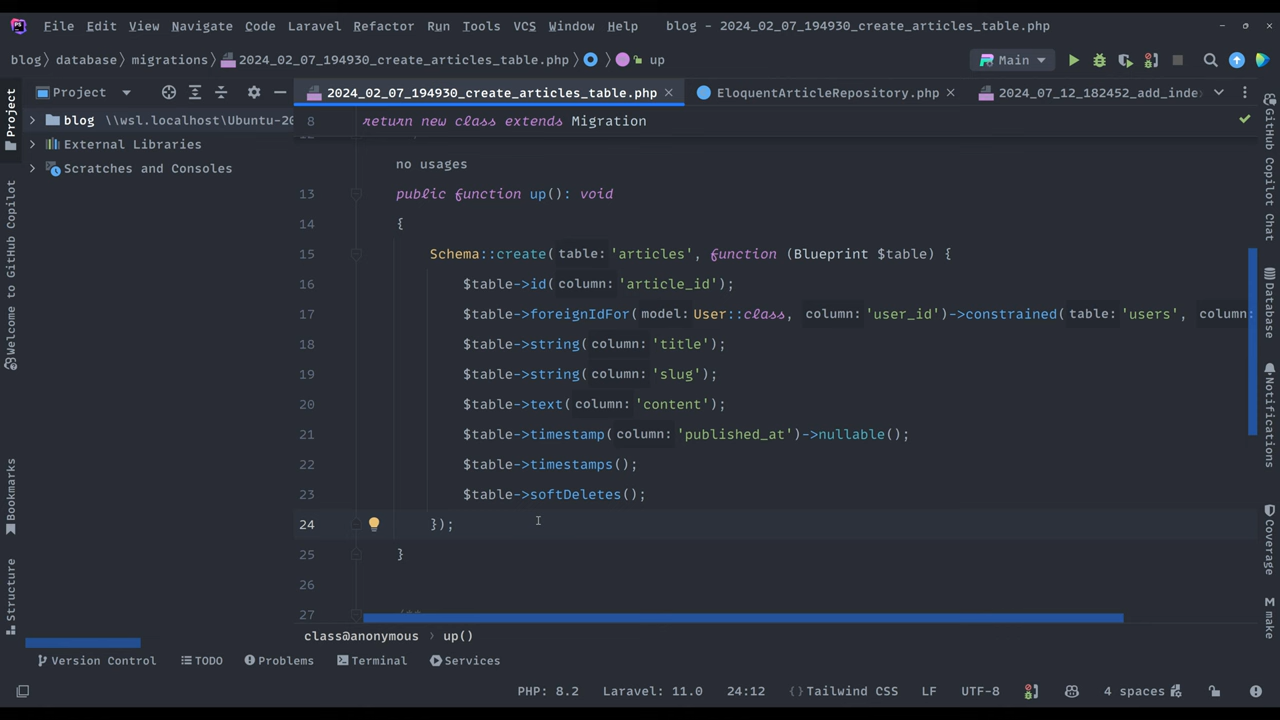 File Edit View Navigate Code Laravel Refactor Run Tools VCS Window Help blog – 2024_02_07_194930_create_articles_table.php
blog database migrations 2024_02_07_194930_create_articles_table.php up Main
Project 2024_02_07_194930_create_articles_table.php EloquentArticleRepository.php 2024_07_12_182452_add_inde
blog \\wsl.localhost\Ubuntu-20
External Libraries
Scratches and Consoles
8 return new class extends Migration
no usages
13 public function up(): void
14 {
15 Schema::create( table: 'articles', function (Blueprint $table) {
16 $table->id( column: 'article_id');
17 $table->foreignIdFor( model: User::class, column: 'user_id')->constrained( table: 'users', column:
18 $table->string( column: 'title');
19 $table->string( column: 'slug');
20 $table->text( column: 'content');
21 $table->timestamp( column: 'published_at')->nullable();
22 $table->timestamps();
23 $table->softDeletes();
24 });
25 }
26
27 /**
class@anonymous › up()
Version Control TODO Problems Terminal Services
PHP: 8.2 Laravel: 11.0 24:12 Tailwind CSS LF UTF-8 4 spaces
Project
Welcome to GitHub Copilot
Bookmarks
Structure
GitHub Copilot Chat
Database
Notifications
Coverage
make